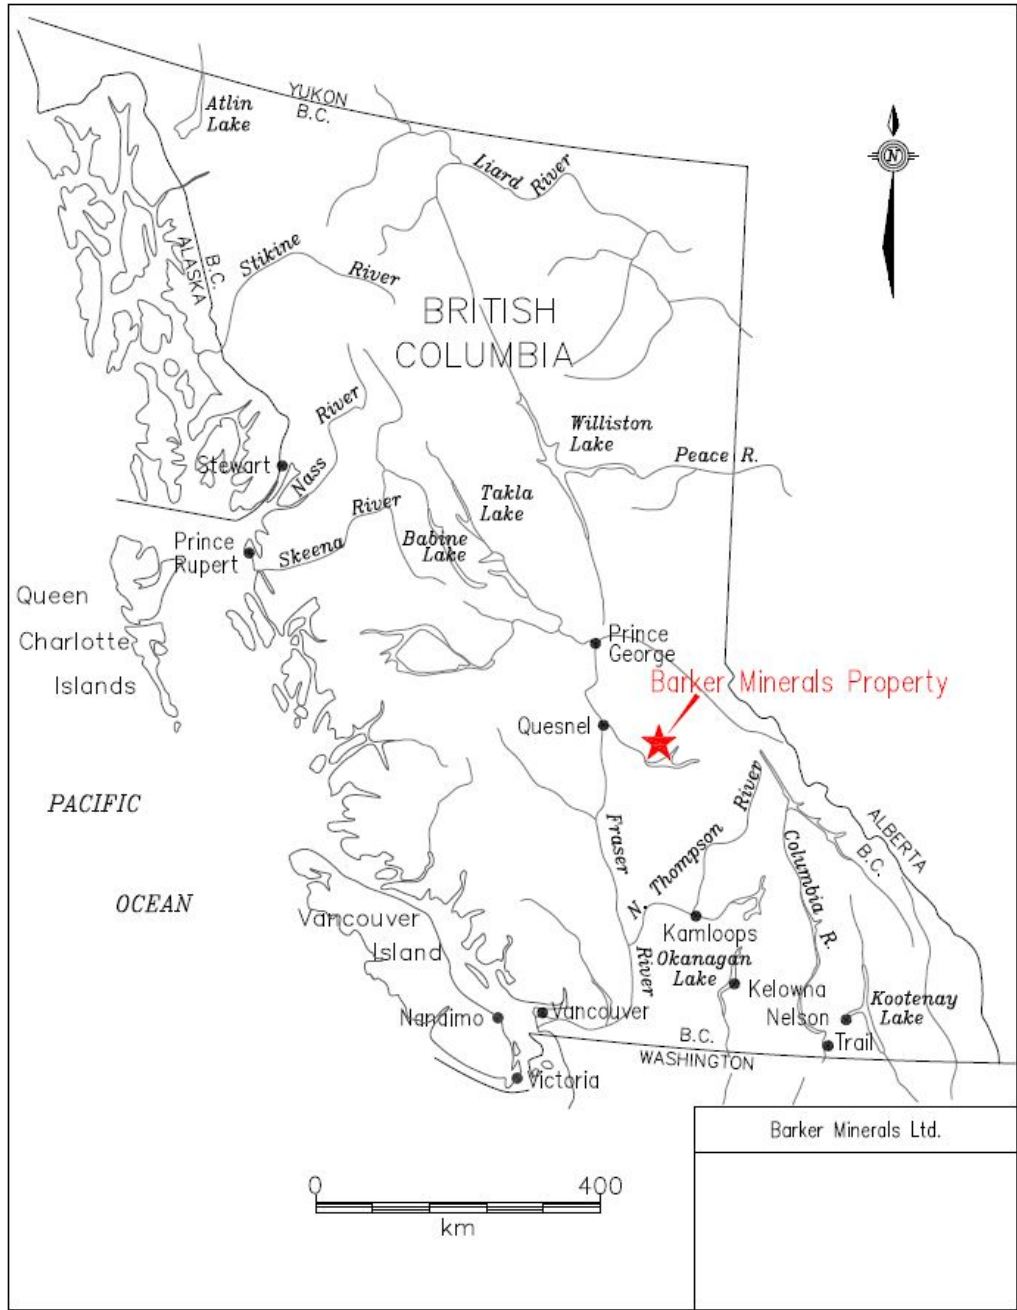 YUKON
B.C.
Atlin
Lake
Liard River
B.C.
ALASKA
Stikine River
BRITISH
COLUMBIA
Nass River
Williston
Lake
Peace R.
Stewart
Takla
Lake
Skeena River
Babine
Lake
Prince
Rupert
Queen
Charlotte
Islands
Prince
George
Barker Minerals Property
Quesnel
PACIFIC
OCEAN
Fraser River
N. Thompson River
Columbia R.
ALBERTA
B.C.
Vancouver
Island
Kamloops
Okanagan
Lake
Kelowna
Kootenay
Lake
Nelson
Trail
Nanaimo
Vancouver
Victoria
B.C.
WASHINGTON
N
0 400
km
Barker Minerals Ltd.